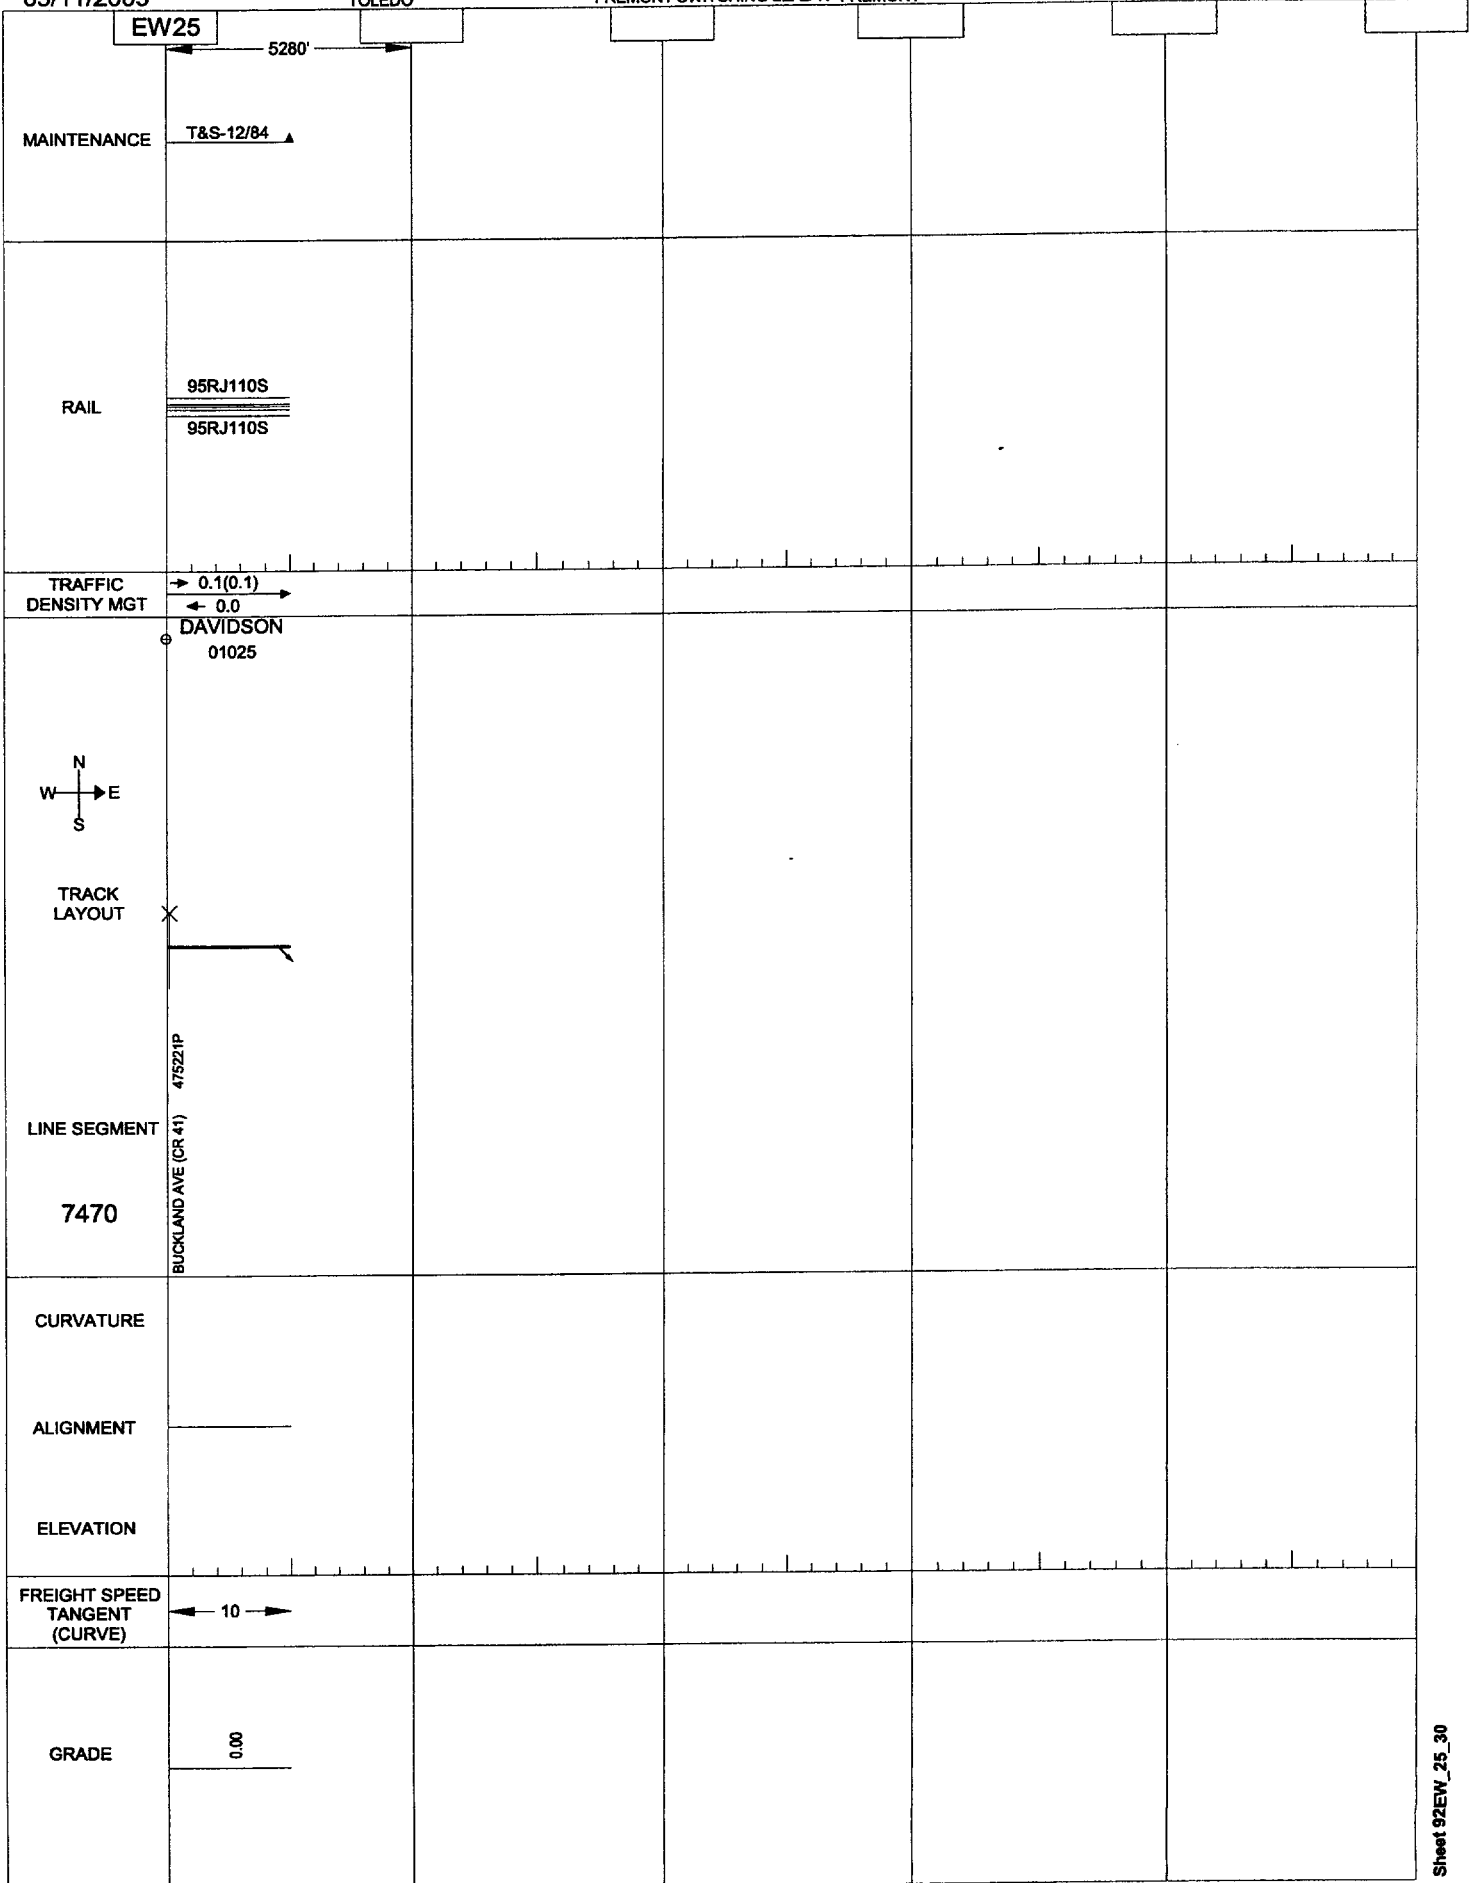 TOLEDO
EW25
5280'
MAINTENANCE
T&S-12/84
RAIL
95RJ110S
95RJ110S
TRAFFIC
DENSITY MGT
0.1(0.1)
0.0
DAVIDSON
01025
N
W E
S
TRACK
LAYOUT
BUCKLAND AVE (CR 41) 475221P
LINE SEGMENT
7470
CURVATURE
ALIGNMENT
ELEVATION
FREIGHT SPEED
TANGENT
(CURVE)
10
GRADE
0.00
Sheet 92EW_25_30